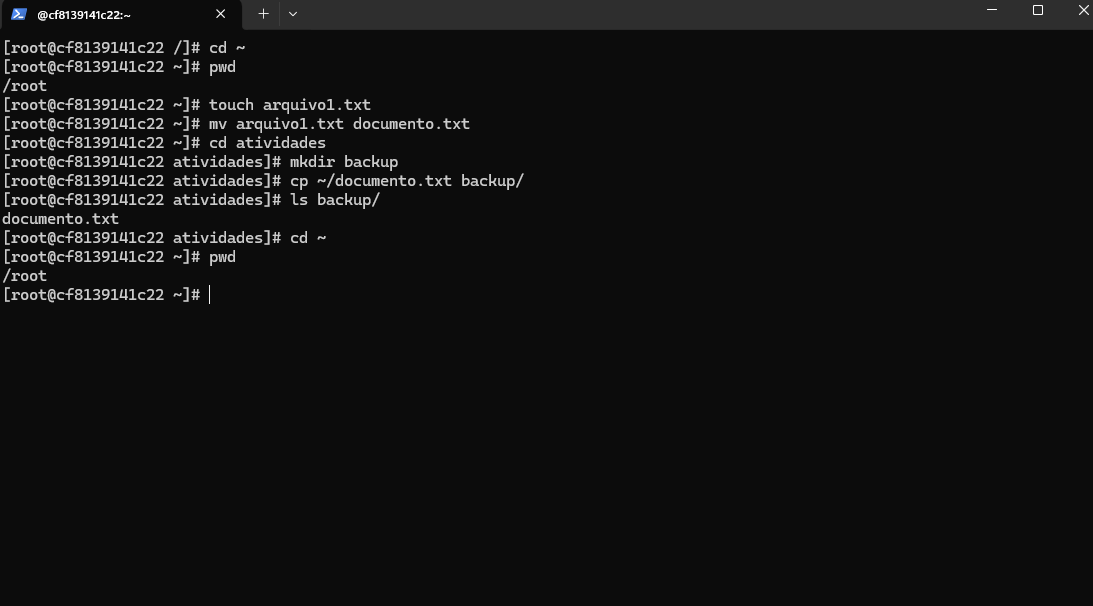 @cf8139141c22:~
[root@cf8139141c22 /]# cd ~
[root@cf8139141c22 ~]# pwd
/root
[root@cf8139141c22 ~]# touch arquivo1.txt
[root@cf8139141c22 ~]# mv arquivo1.txt documento.txt
[root@cf8139141c22 ~]# cd atividades
[root@cf8139141c22 atividades]# mkdir backup
[root@cf8139141c22 atividades]# cp ~/documento.txt backup/
[root@cf8139141c22 atividades]# ls backup/
documento.txt
[root@cf8139141c22 atividades]# cd ~
[root@cf8139141c22 ~]# pwd
/root
[root@cf8139141c22 ~]#